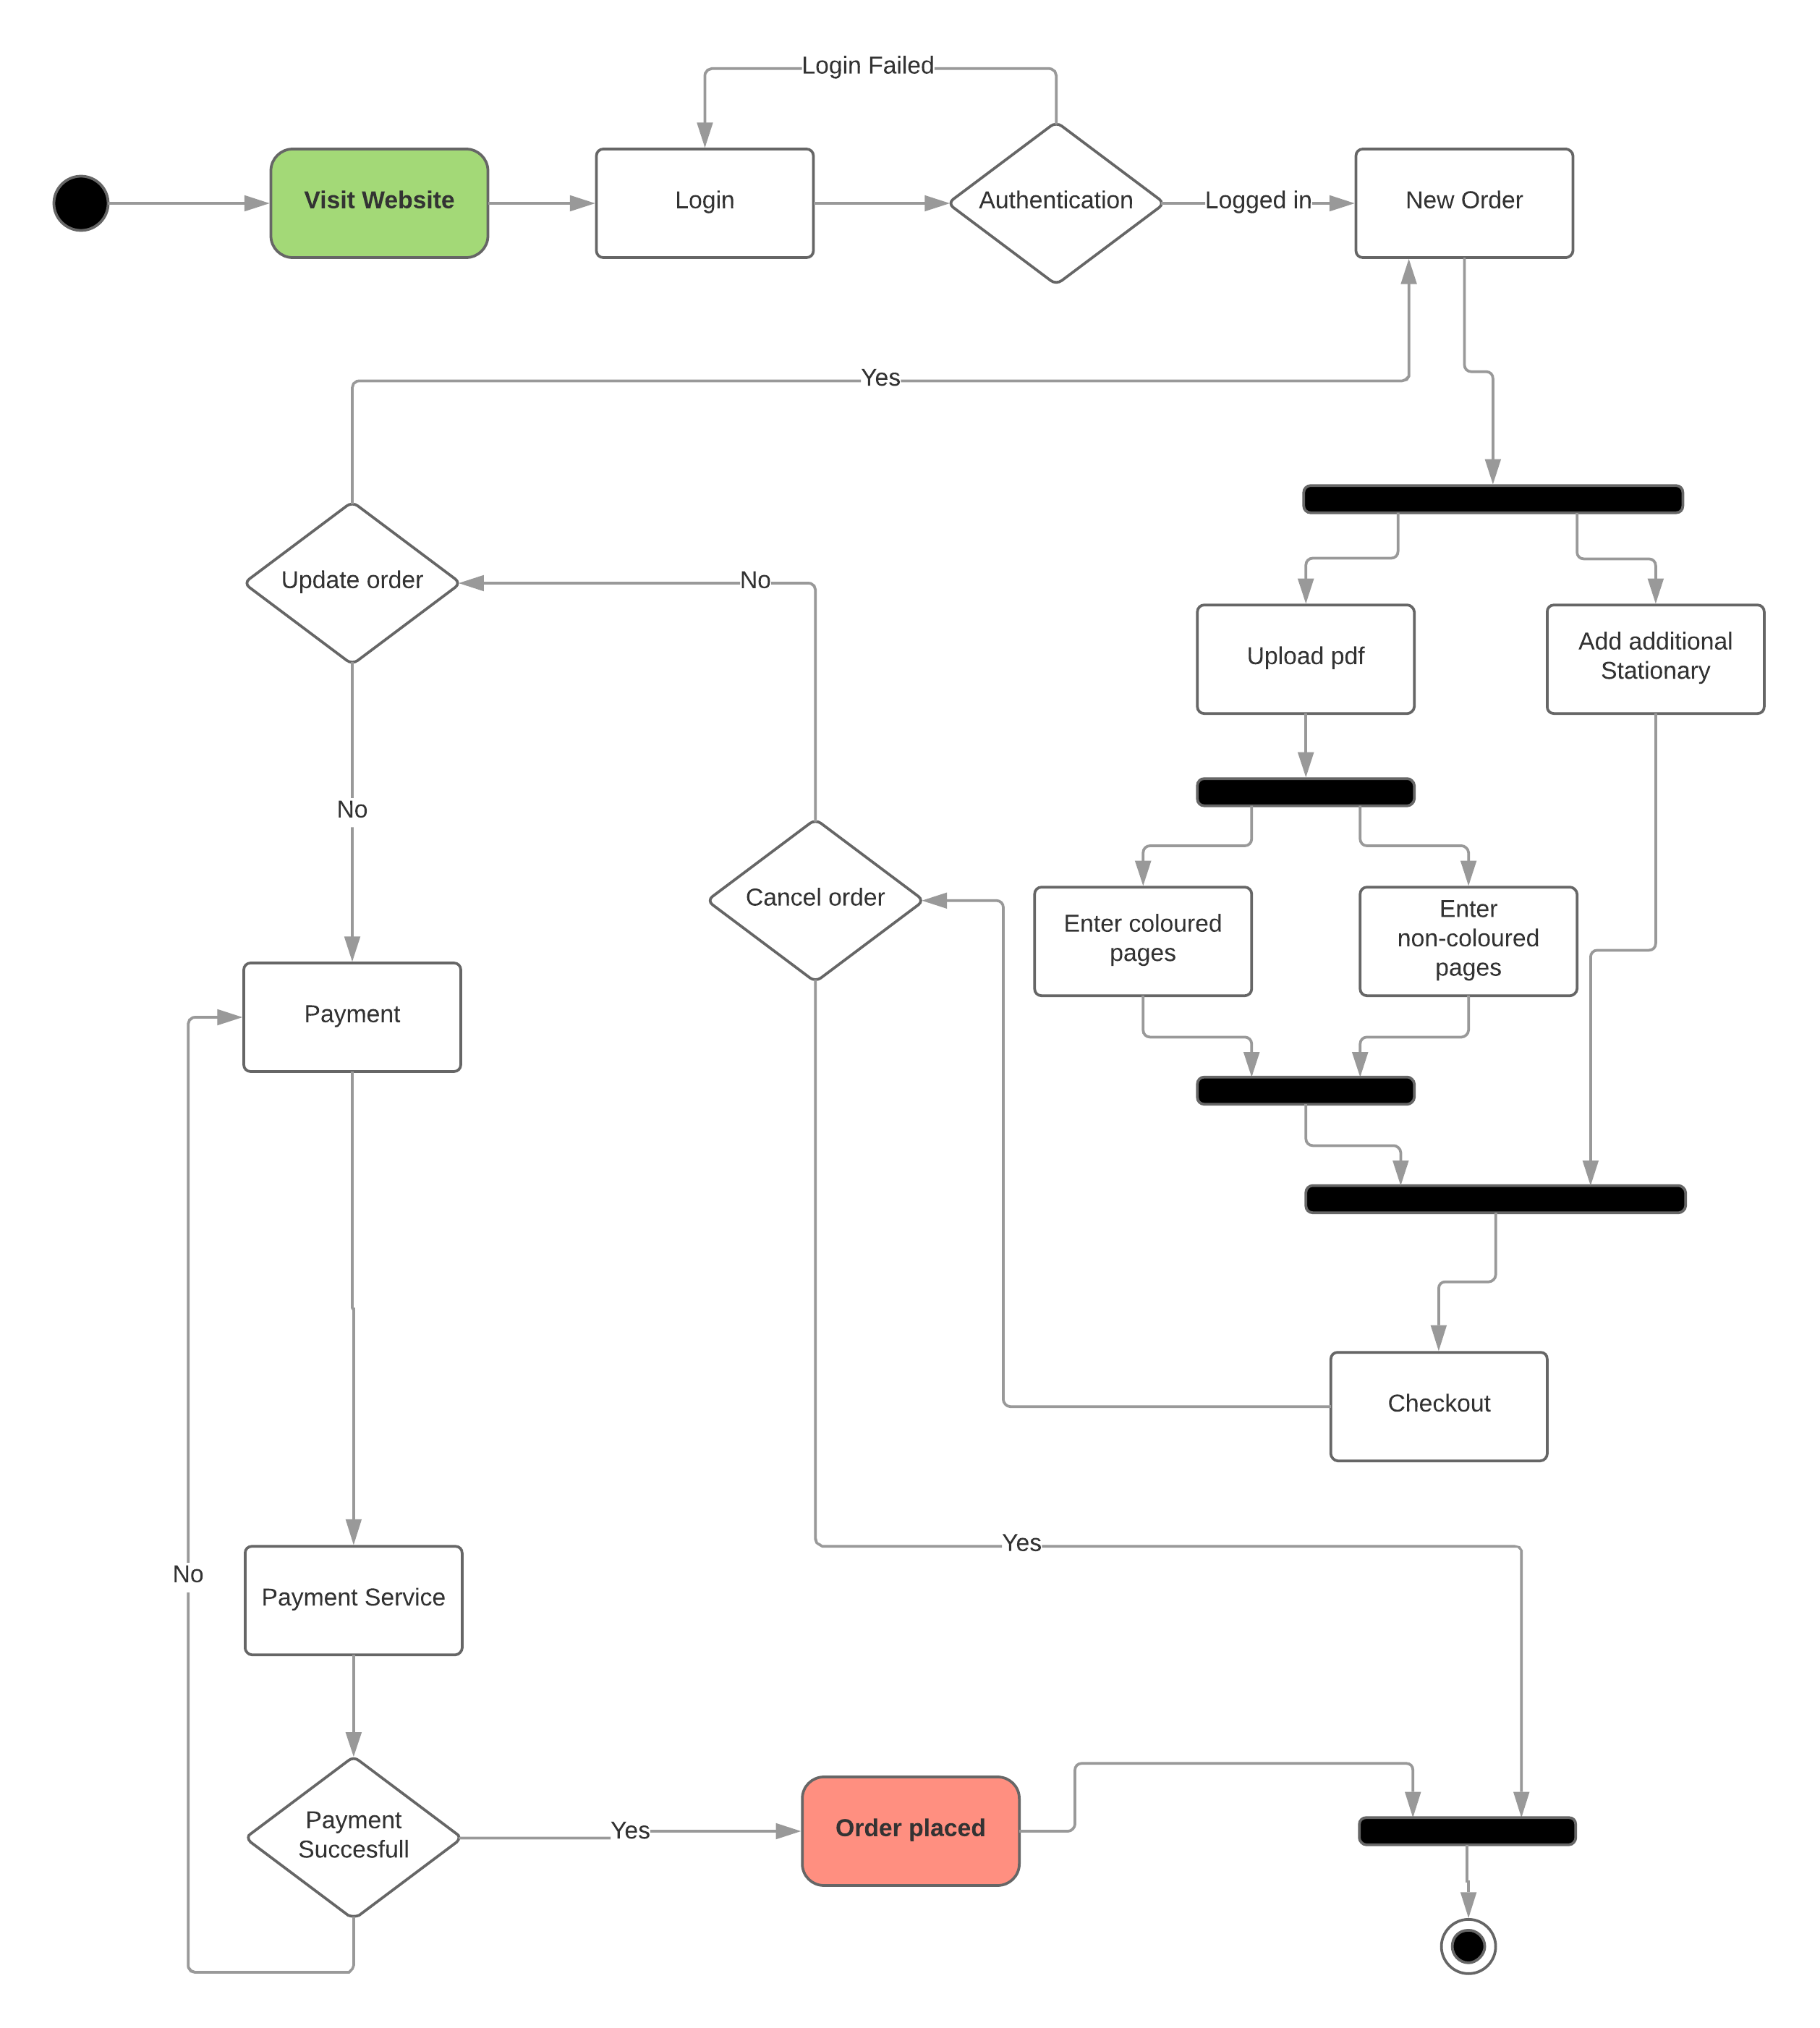 Login Failed
Visit Website
Login
Authentication
Logged in
New Order
Yes
Update order
No
Upload pdf
Add additional
Stationary
No
Cancel order
Enter coloured
pages
Enter
non-coloured
pages
Payment
Checkout
Yes
No
Payment Service
Payment
Succesfull
Yes
Order placed